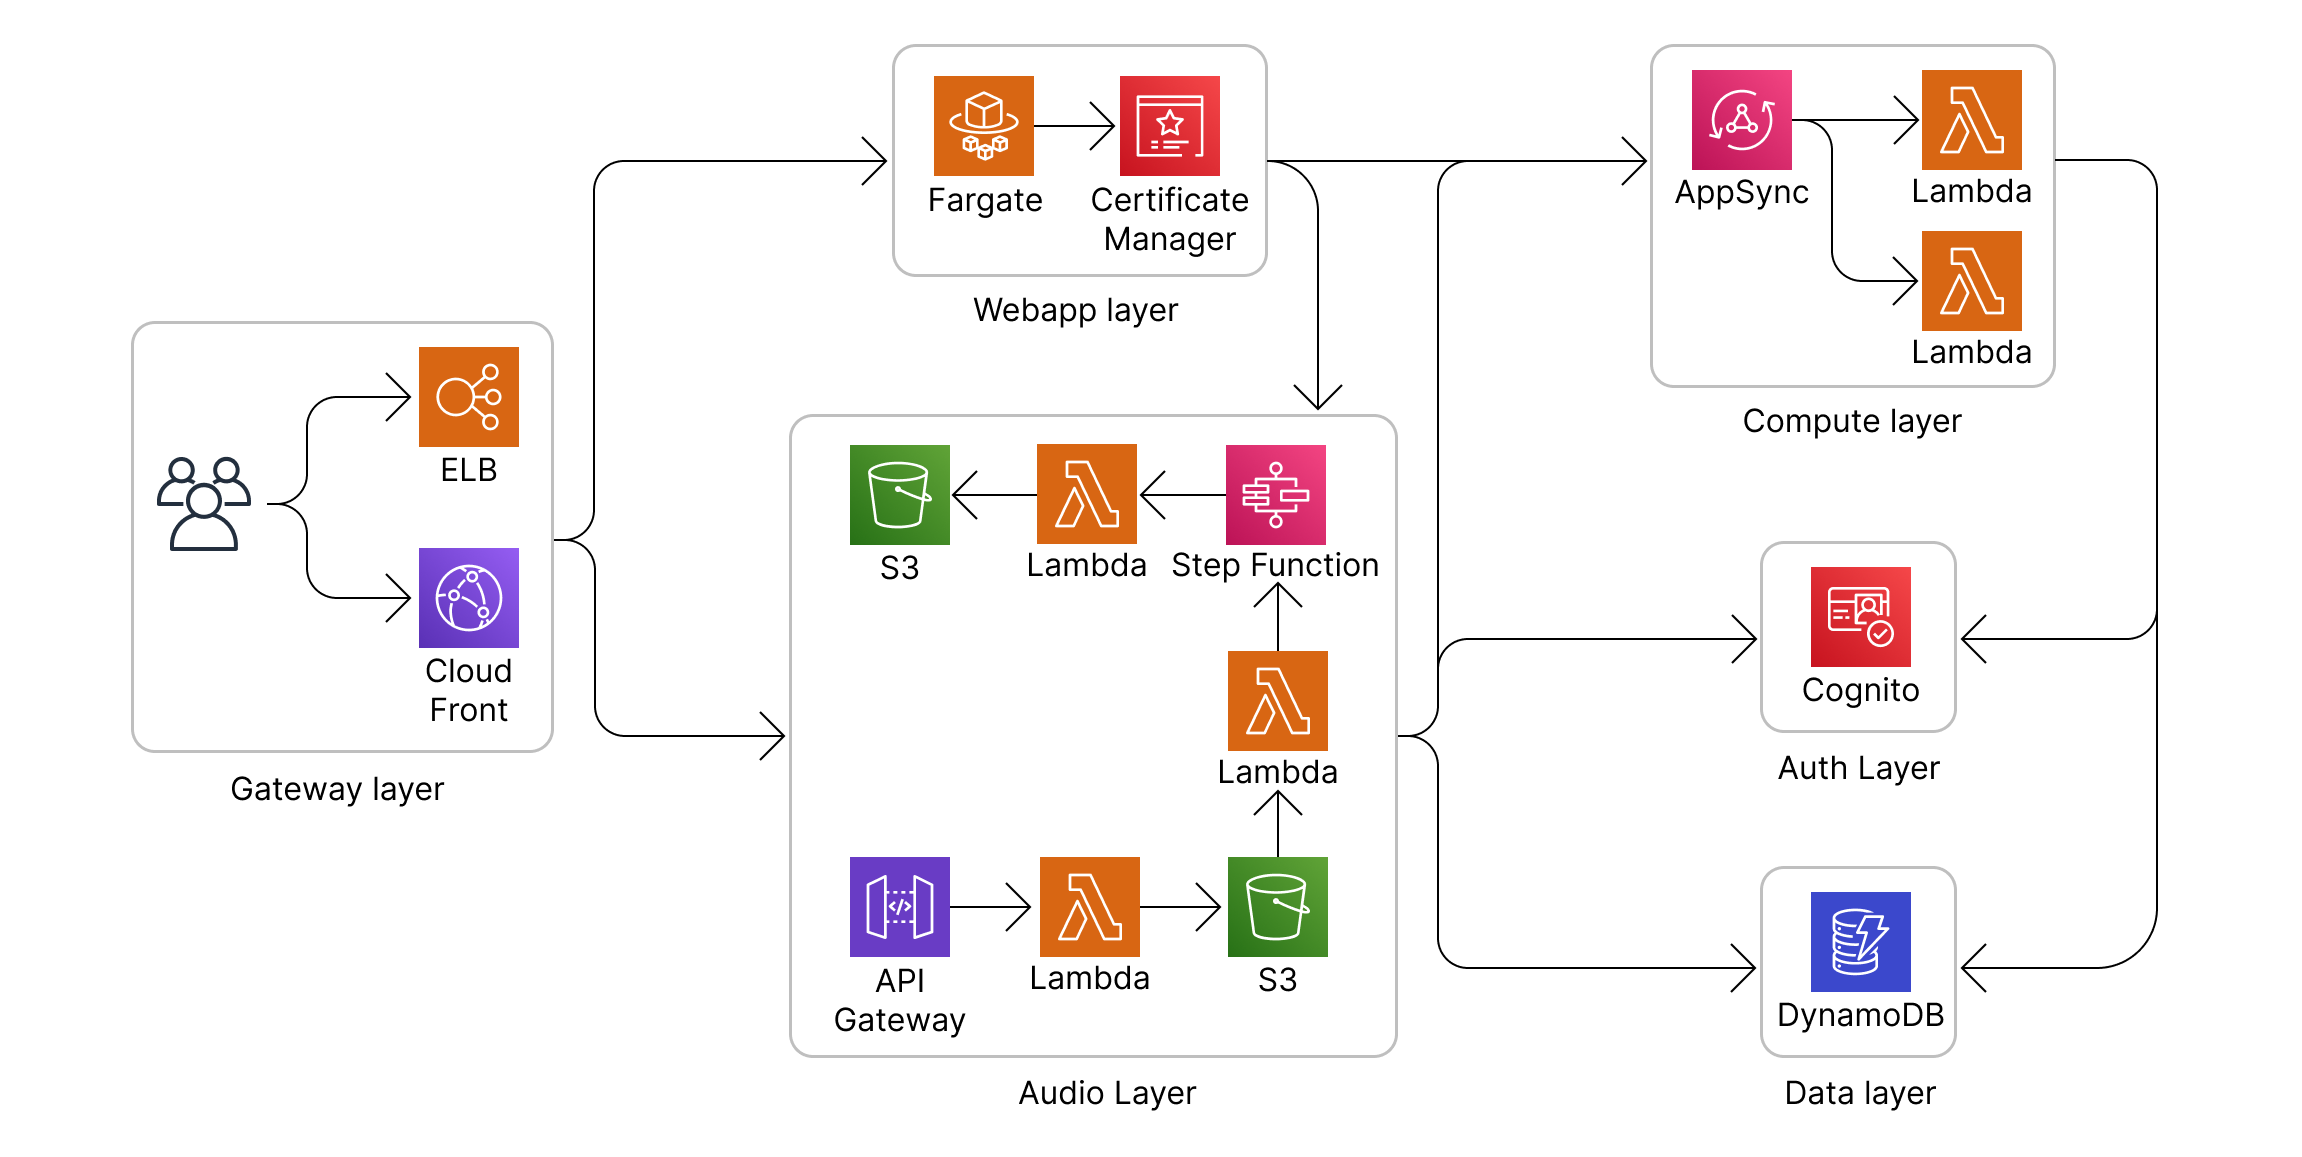 ELB
Cloud
Front
Gateway layer
Fargate
Certificate
Manager
Webapp layer
S3
Lambda
Step Function
Lambda
API
Gateway
Lambda
S3
Audio Layer
AppSync
Lambda
Lambda
Compute layer
Cognito
Auth Layer
DynamoDB
Data layer